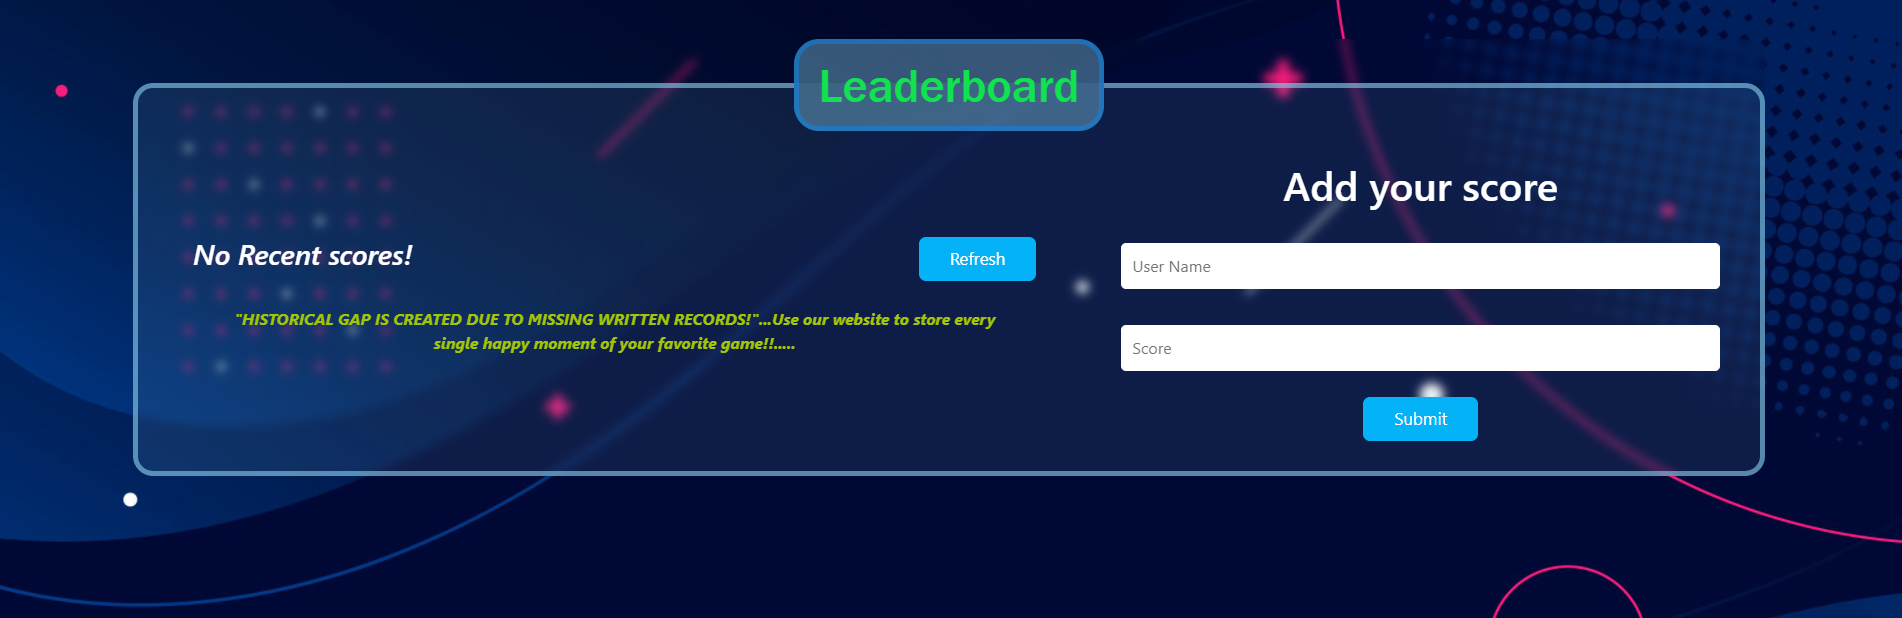 Leaderboard
No Recent scores!
Refresh
"HISTORICAL GAP IS CREATED DUE TO MISSING WRITTEN RECORDS!"...Use our website to store every
single happy moment of your favorite game!!.....
Add your score
User Name
Score
Submit